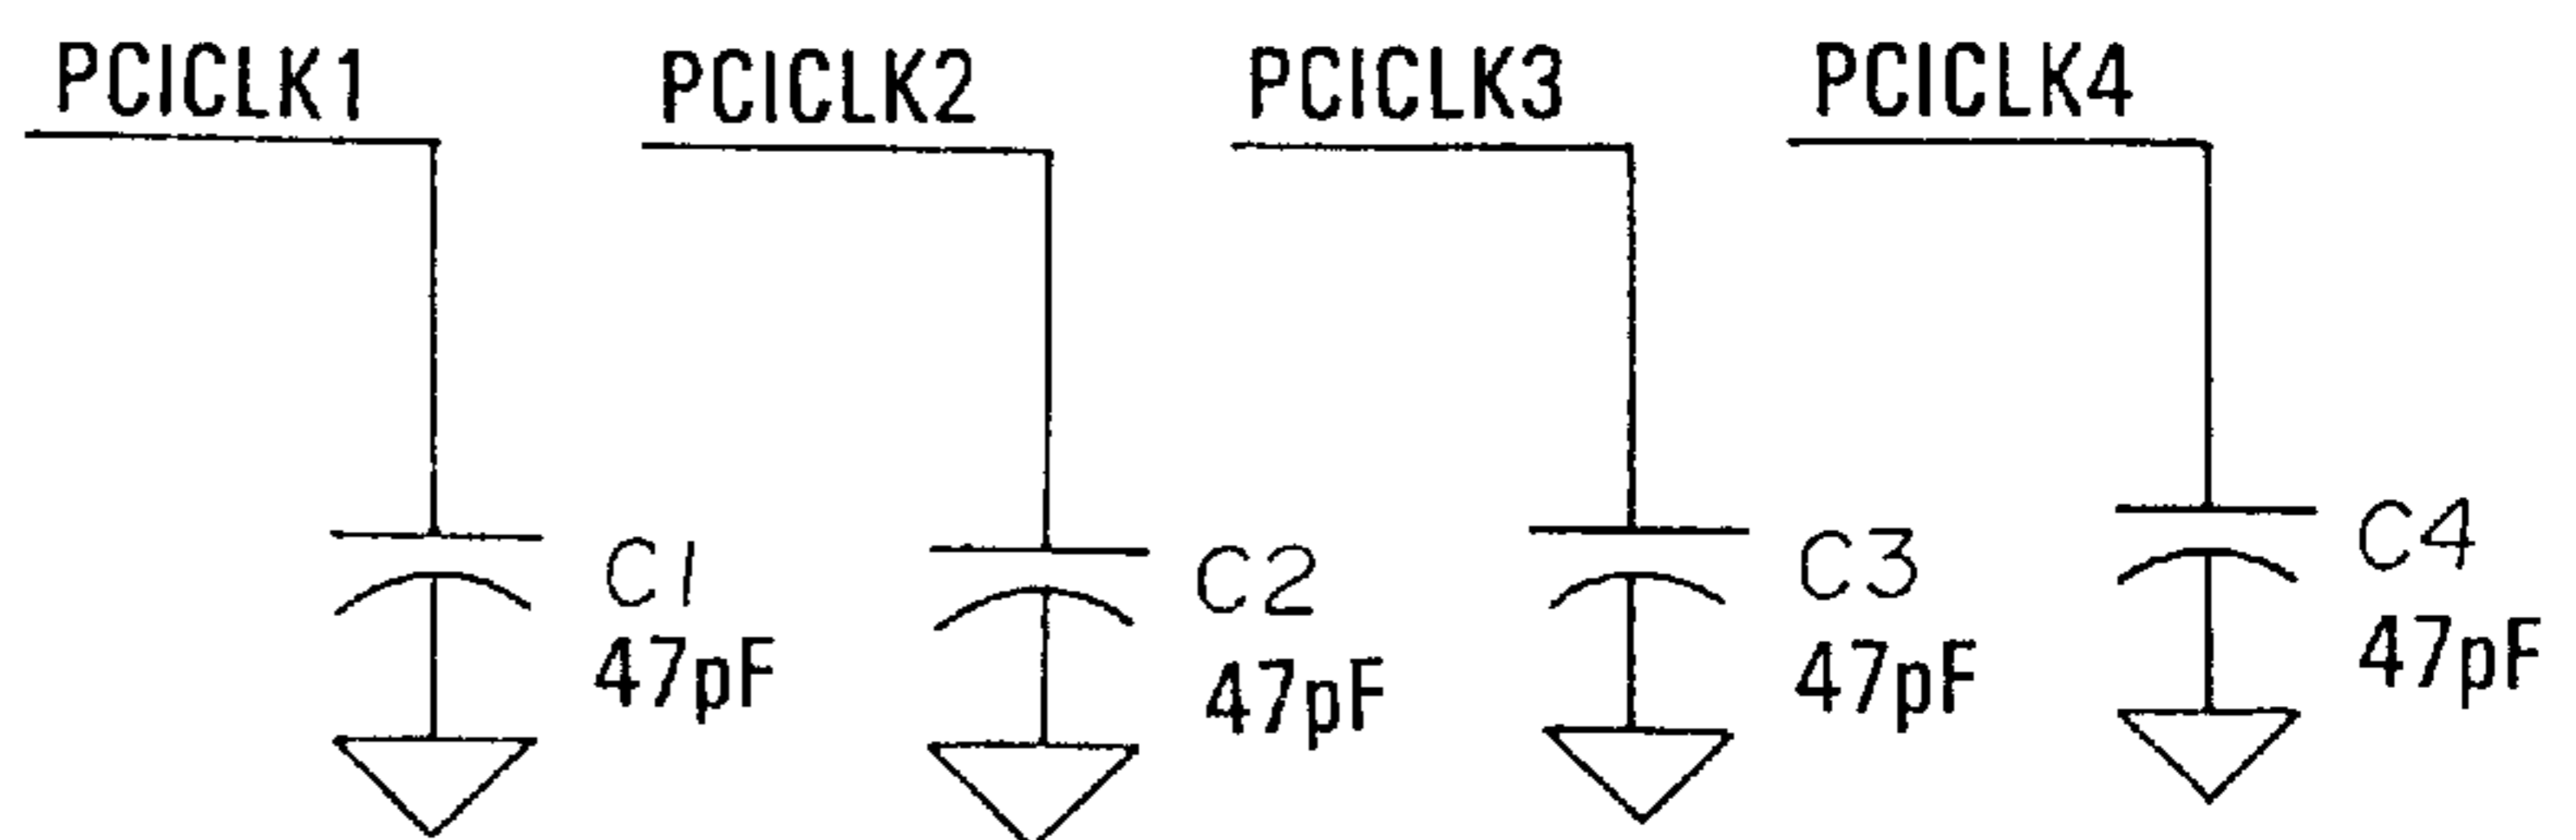 PCICLK1
PCICLK2
PCICLK3
PCICLK4
C1
47pF
C2
47pF
C3
47pF
C4
47pF